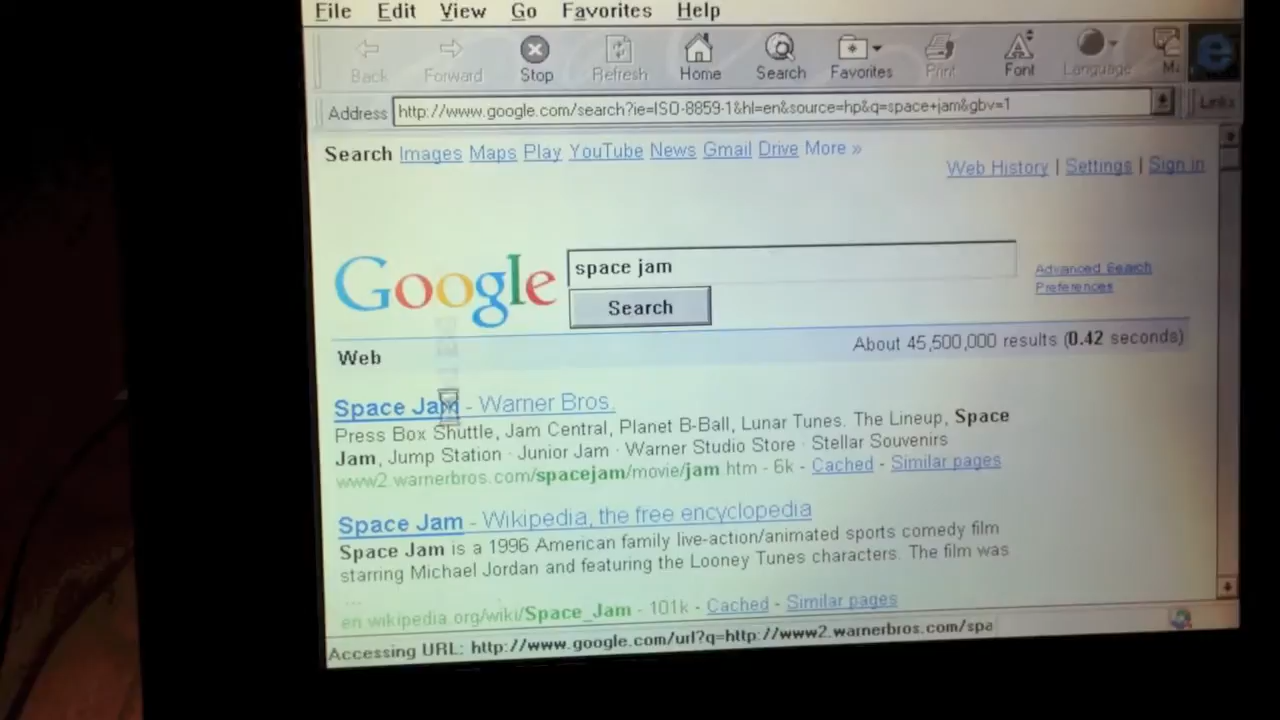 File Edit View Go Favorites Help
Back Forward Stop Refresh Home Search Favorites Print Font Language
Address http://www.google.com/search?ie=ISO-8859-1&hl=en&source=hp&q=space+jam&gbv=1 Links
Search Images Maps Play YouTube News Gmail Drive More »
Web History | Settings | Sign in
Google space jam
Advanced Search
Preferences
Search
Web About 45,500,000 results (0.42 seconds)
Space Jam - Warner Bros.
Press Box Shuttle, Jam Central, Planet B-Ball, Lunar Tunes. The Lineup, Space
Jam, Jump Station · Junior Jam · Warner Studio Store · Stellar Souvenirs
www2.warnerbros.com/spacejam/movie/jam.htm - 6k - Cached - Similar pages
Space Jam - Wikipedia, the free encyclopedia
Space Jam is a 1996 American family live-action/animated sports comedy film
starring Michael Jordan and featuring the Looney Tunes characters. The film was
...
en.wikipedia.org/wiki/Space_Jam - 101k - Cached - Similar pages
Accessing URL: http://www.google.com/url?q=http://www2.warnerbros.com/spa